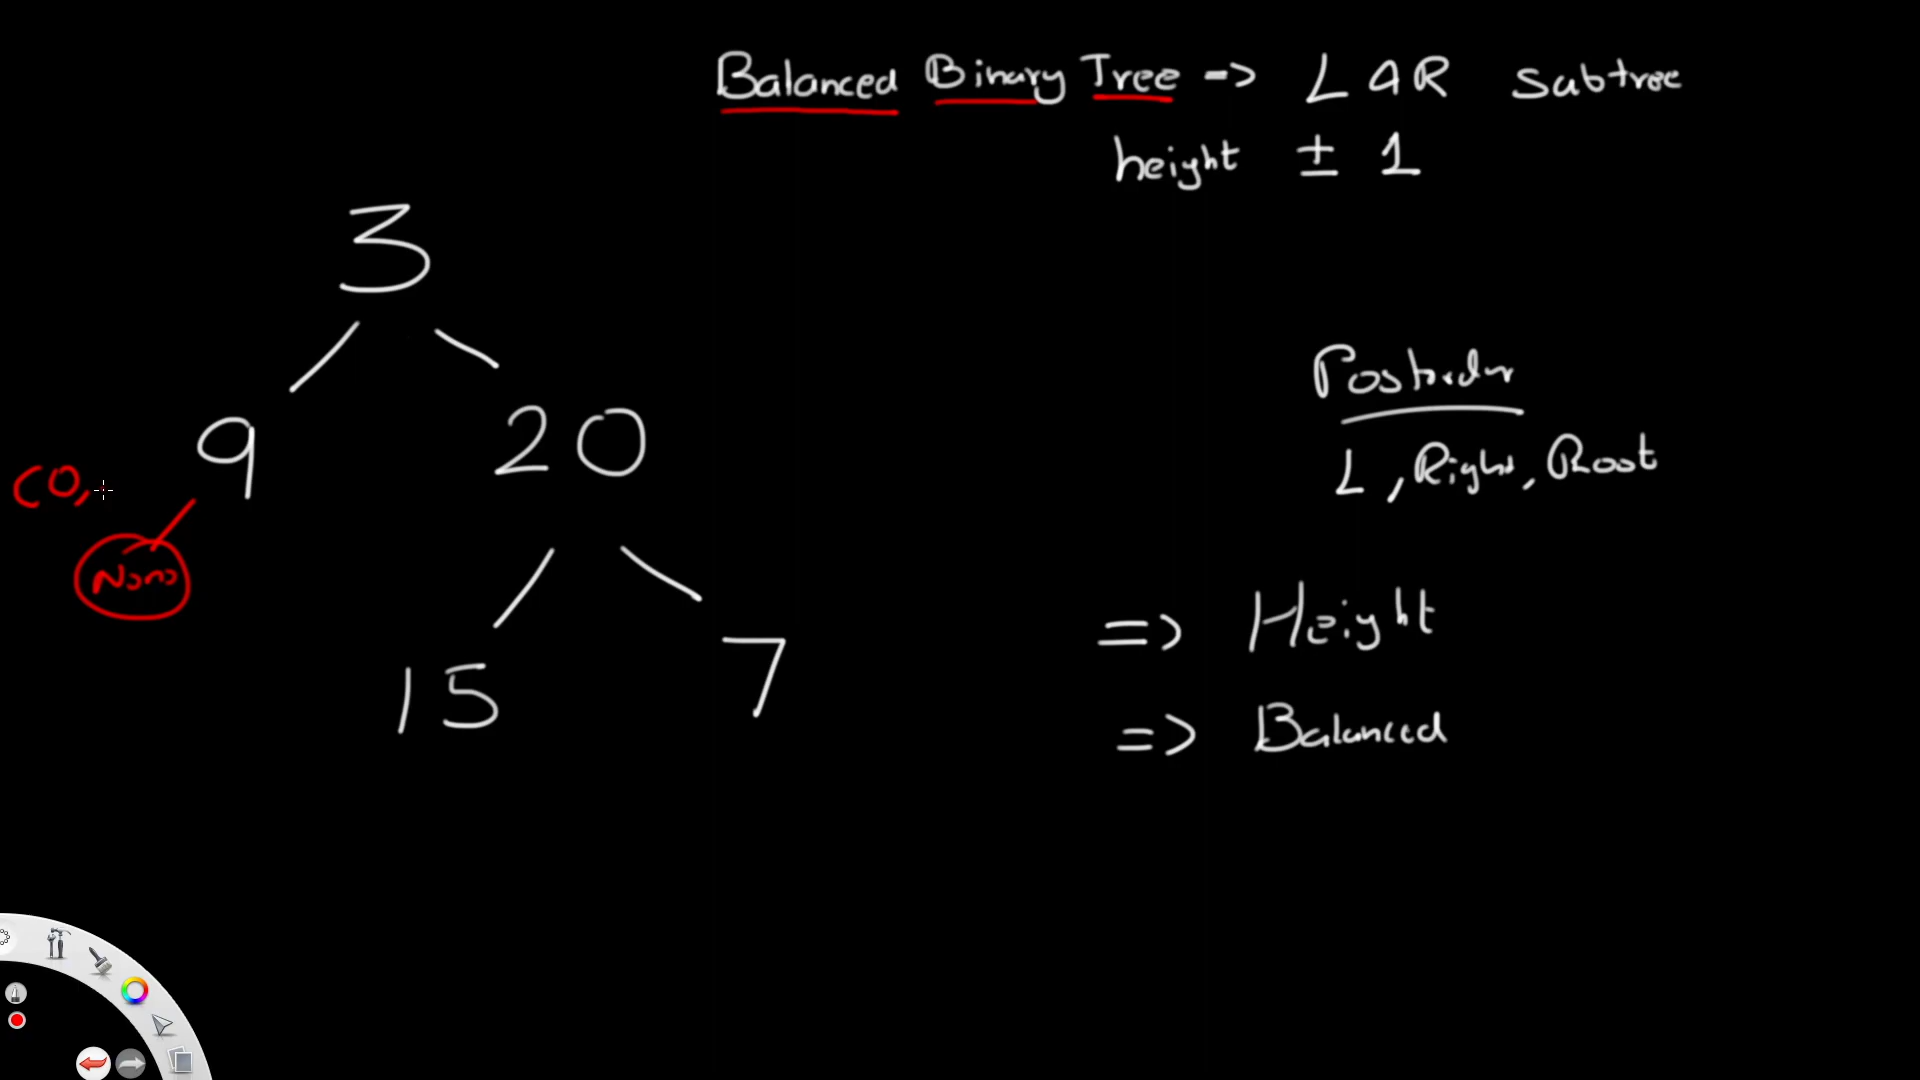 Balanced Binary Tree -> L & R subtree
height ± 1
3
9 20
15 7
(0,
None
Postorder
L, Right, Root
=> Height
=> Balanced